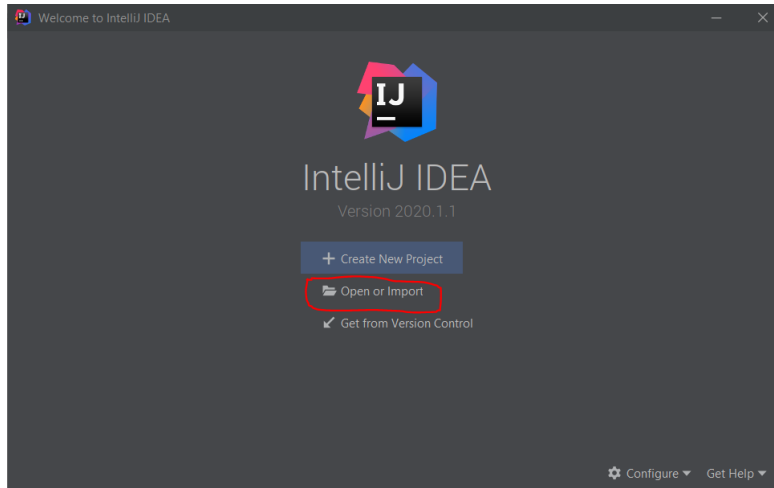 Welcome to IntelliJ IDEA
IJ
IntelliJ IDEA
Version 2020.1.1
Create New Project
Open or Import
Get from Version Control
Configure Get Help